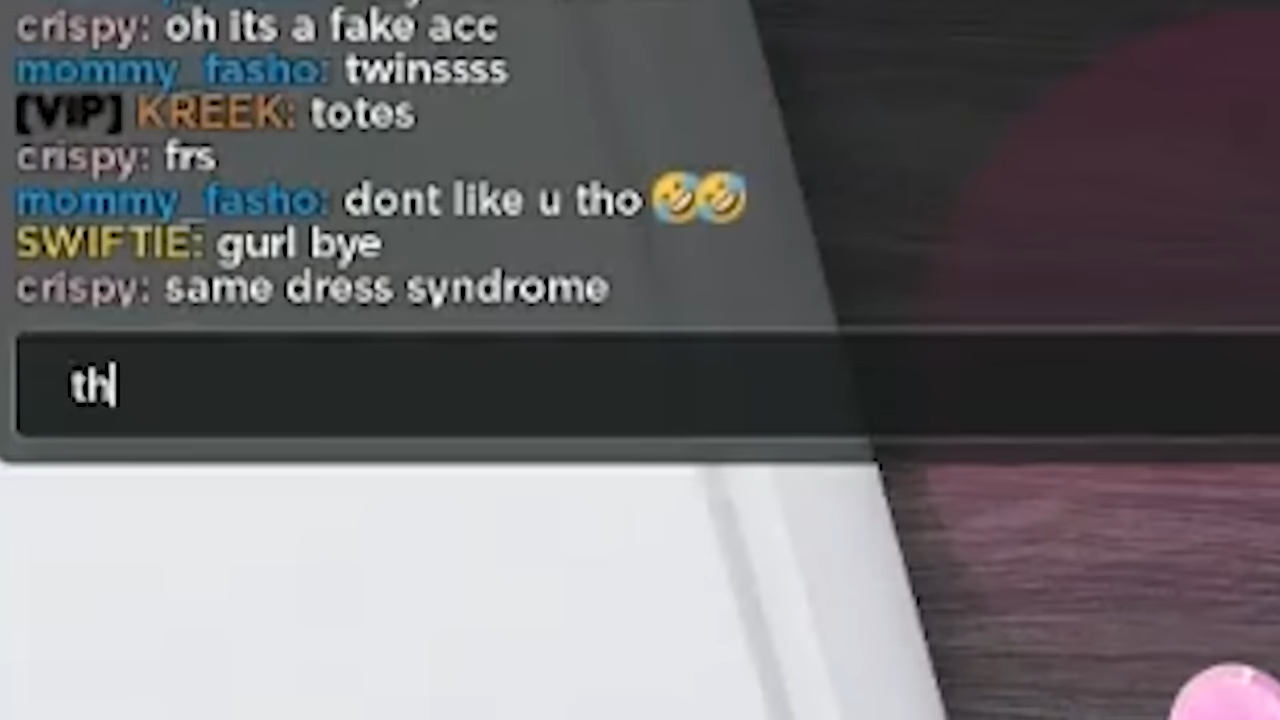 crispy: oh its a fake acc
mommy_fasho: twinssss
[VIP] KREEK: totes
crispy: frs
mommy_fasho: dont like u tho 🤣🤣
SWIFTIE: gurl bye
crispy: same dress syndrome
th